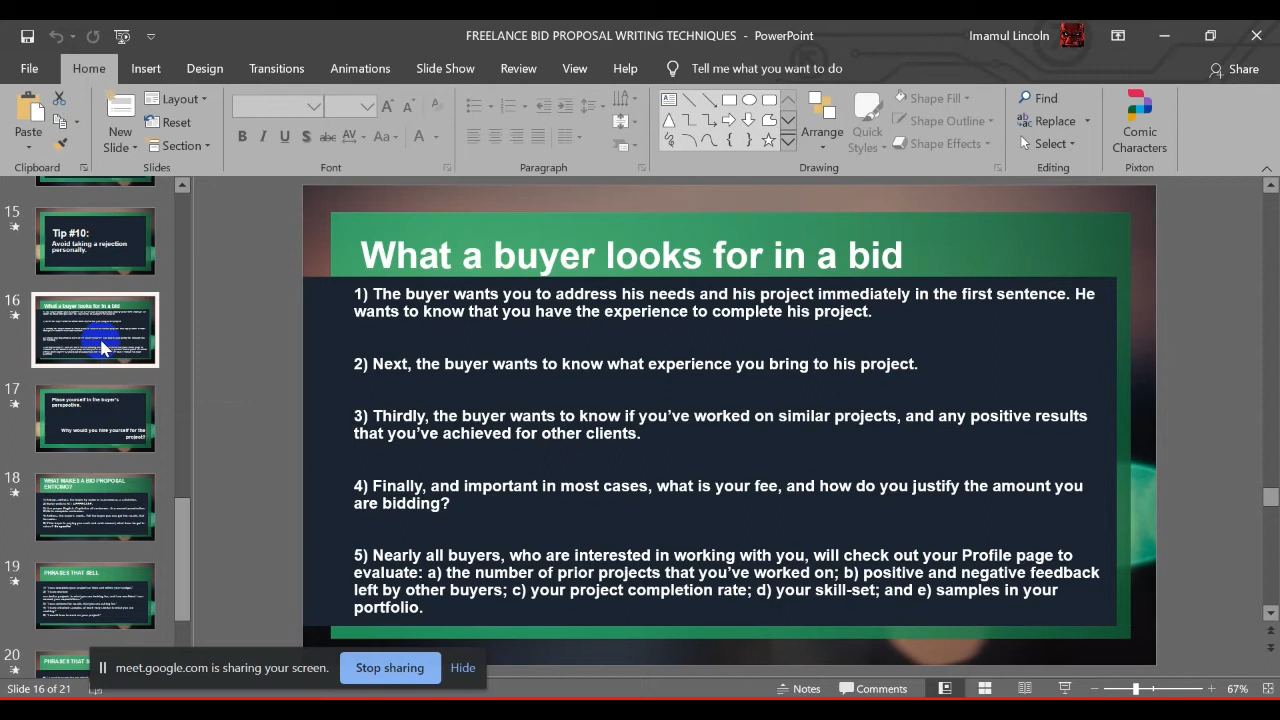 FREELANCE BID PROPOSAL WRITING TECHNIQUES - PowerPoint
Imamul Lincoln
File
Home
Insert
Design
Transitions
Animations
Slide Show
Review
View
Help
Tell me what you want to do
Share
Paste
Clipboard
New
Slide
Layout
Reset
Section
Slides
B I U S abc AV Aa A
Font
Paragraph
Arrange
Quick
Styles
Shape Fill
Shape Outline
Shape Effects
Drawing
Find
Replace
Select
Editing
Comic
Characters
Pixton
15
Tip #10:
Avoid taking a rejection
personally.
16
What a buyer looks for in a bid
17
Place yourself in the buyer's
perspective.
Why would you hire yourself for the
project?
18
WHAT MAKES A BID PROPOSAL
ENTICING?
19
PHRASES THAT SELL
20
What a buyer looks for in a bid
1) The buyer wants you to address his needs and his project immediately in the first sentence. He
wants to know that you have the experience to complete his project.
2) Next, the buyer wants to know what experience you bring to his project.
3) Thirdly, the buyer wants to know if you've worked on similar projects, and any positive results
that you've achieved for other clients.
4) Finally, and important in most cases, what is your fee, and how do you justify the amount you
are bidding?
5) Nearly all buyers, who are interested in working with you, will check out your Profile page to
evaluate: a) the number of prior projects that you've worked on; b) positive and negative feedback
left by other buyers; c) your project completion rate; d) your skill-set; and e) samples in your
portfolio.
meet.google.com is sharing your screen.
Stop sharing
Hide
Slide 16 of 21
Notes
Comments
67%